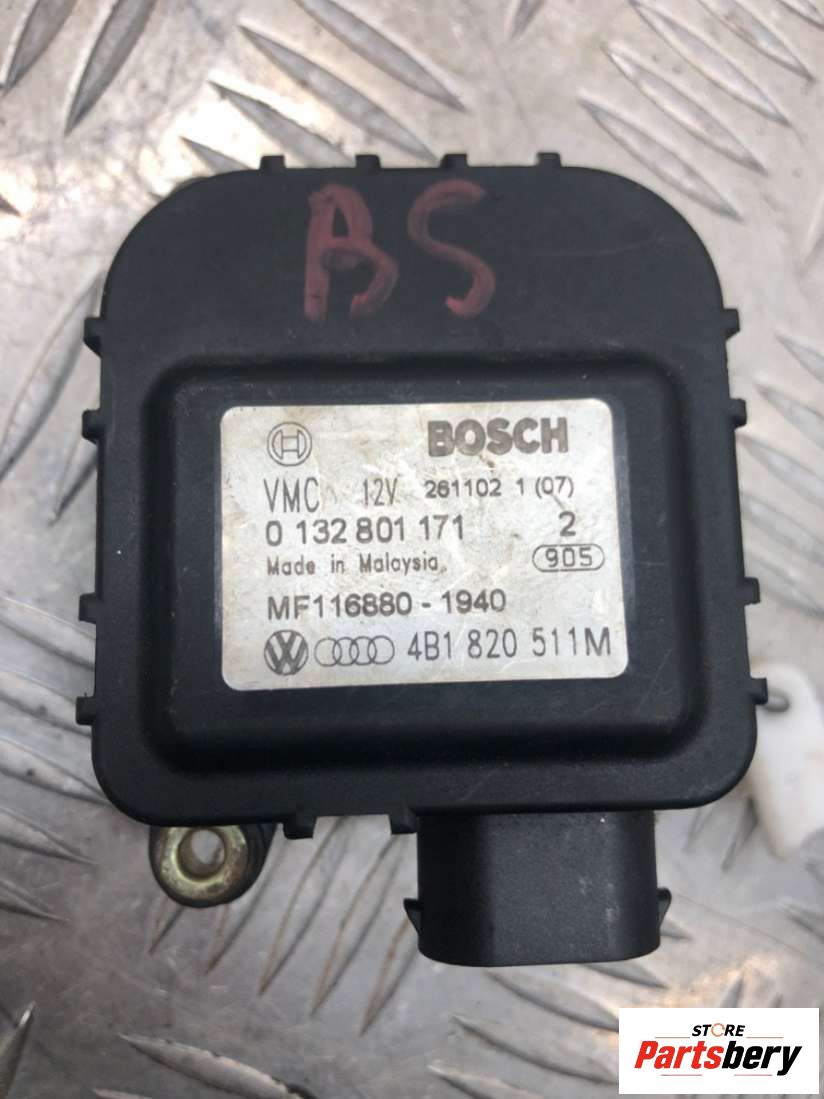 BS
BOSCH
VMC 12V 261102 1 (07)
0 132 801 171 2
Made in Malaysia 905
MF116880 - 1940
VW 4B1 820 511M
STORE
Partsbery